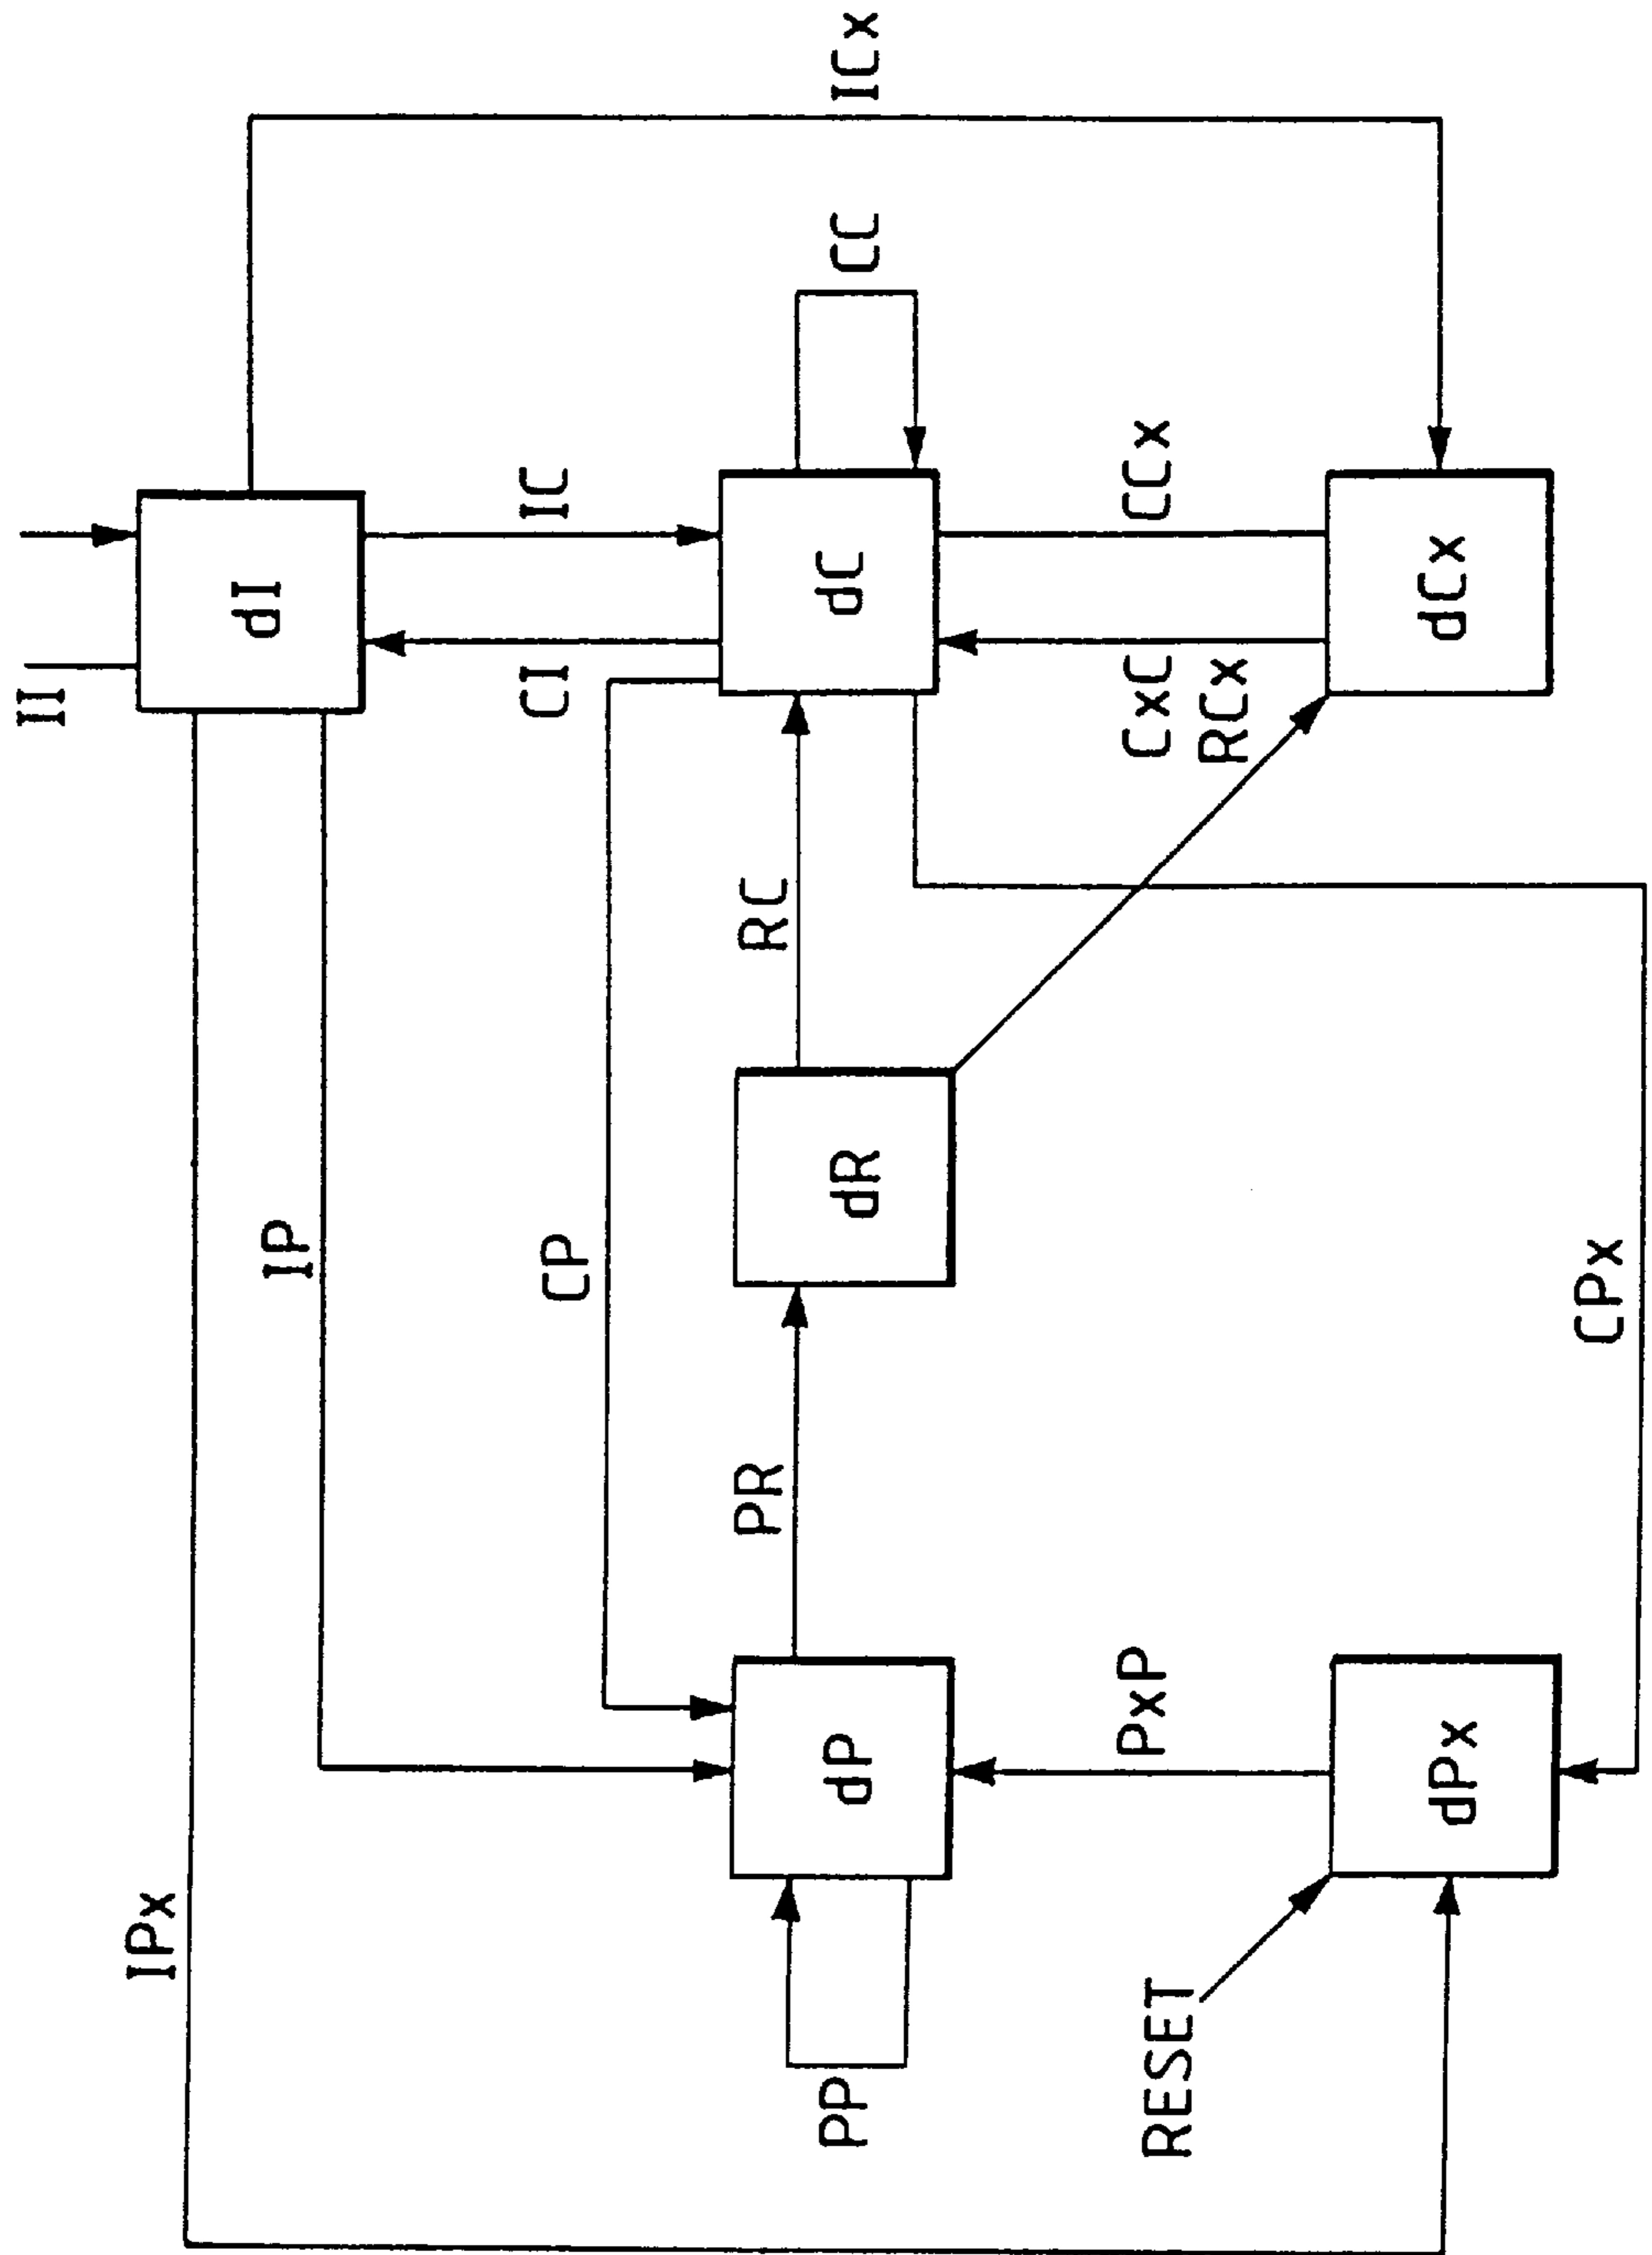 II
ICx
dI
IC
CI
CC
dC
CCx
CxC
RCx
dCx
RC
CP
IP
dR
PR
CPx
IPx
dP
PxP
dPx
PP
RESET